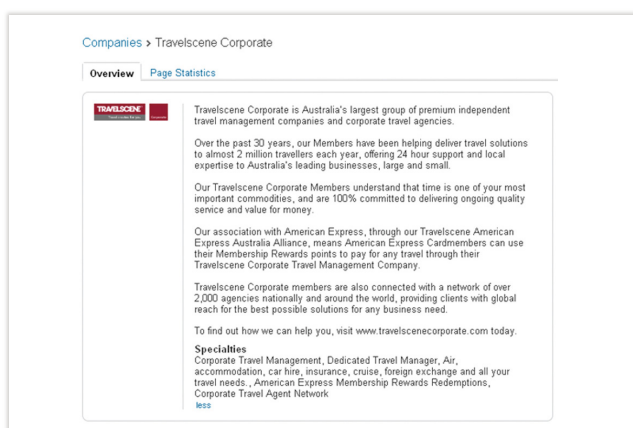 Companies > Travelscene Corporate
Overview Page Statistics
TRAVELSCENE
Travelscene Corporate is Australia's largest group of premium independent
travel management companies and corporate travel agencies.
Over the past 30 years, our Members have been helping deliver travel solutions
to almost 2 million travellers each year, offering 24 hour support and local
expertise to Australia's leading businesses, large and small.
Our Travelscene Corporate Members understand that time is one of your most
important commodities, and are 100% committed to delivering ongoing quality
service and value for money.
Our association with American Express, through our Travelscene American
Express Australia Alliance, means American Express Cardmembers can use
their Membership Rewards points to pay for any travel through their
Travelscene Corporate Travel Management Company.
Travelscene Corporate members are also connected with a network of over
2,000 agencies nationally and around the world, providing clients with global
reach for the best possible solutions for any business need.
To find out how we can help you, visit www.travelscenecorporate.com today.
Specialties
Corporate Travel Management, Dedicated Travel Manager, Air,
accommodation, car hire, insurance, cruise, foreign exchange and all your
travel needs., American Express Membership Rewards Redemptions,
Corporate Travel Agent Network
less